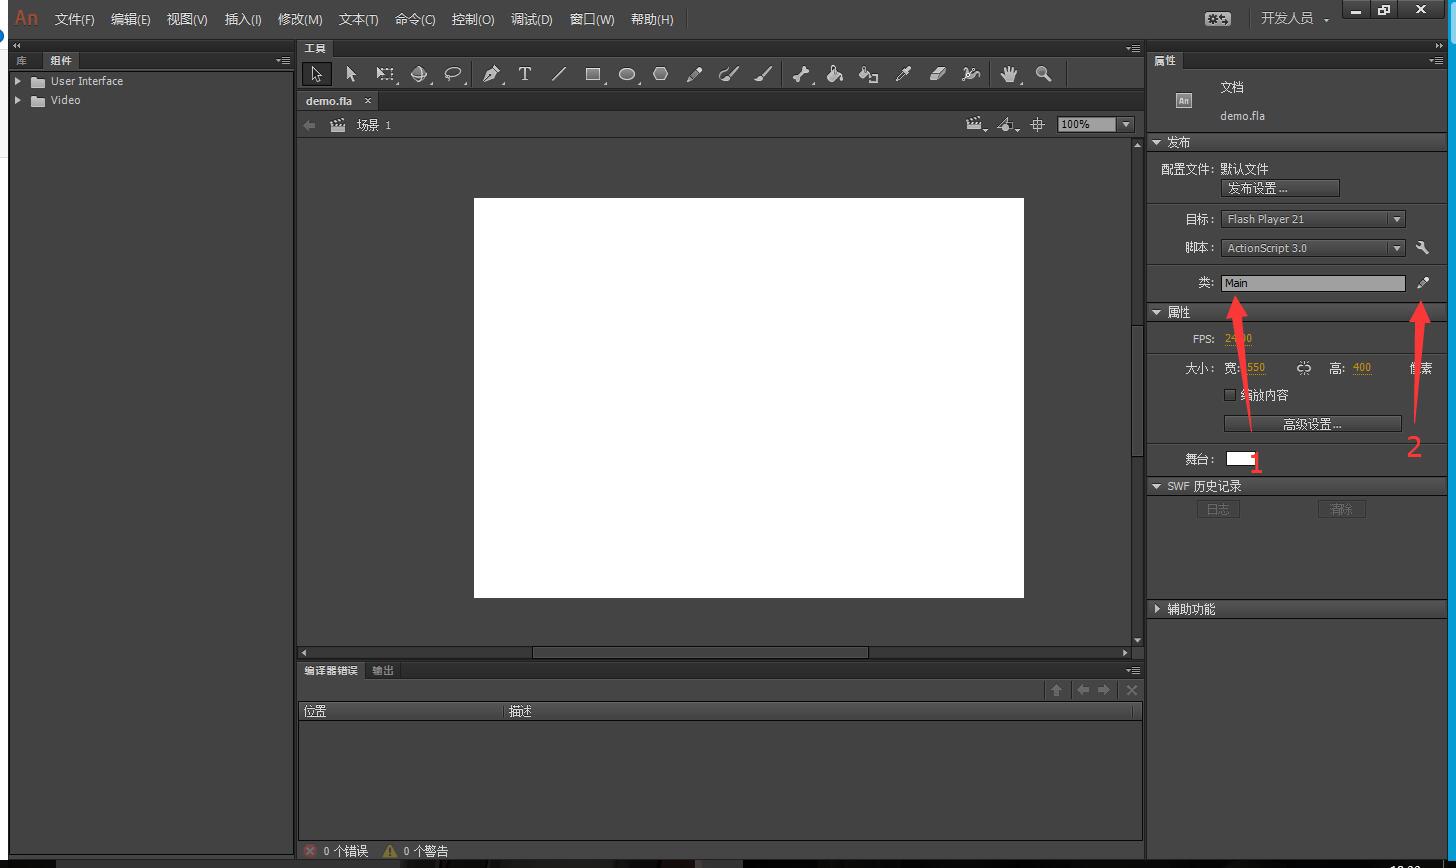 An 文件(F) 编辑(E) 视图(V) 插入(I) 修改(M) 文本(T) 命令(C) 控制(O) 调试(D) 窗口(W) 帮助(H) 开发人员
库 组件
User Interface
Video
工具
T
demo.fla ×
场景 1
100%
属性
An
文档
demo.fla
发布
配置文件: 默认文件
发布设置...
目标: Flash Player 21
脚本: ActionScript 3.0
类: Main
属性
FPS: 24.00
大小: 宽: 550 高: 400 像素
缩放内容
高级设置...
舞台:
1
2
SWF 历史记录
日志 清除
辅助功能
编译器错误 输出
位置 描述
0 个错误 0 个警告